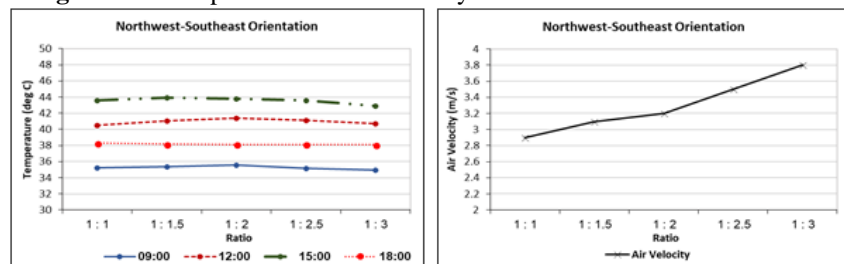 Northwest-Southeast Orientation
50
48
46
44
42
40
38
36
34
32
30
Temperature (deg C)
1 : 1
1 : 1.5
1 : 2
1 : 2.5
1 : 3
Ratio
09:00
12:00
15:00
18:00
Northwest-Southeast Orientation
4
3.8
3.6
3.4
3.2
3
2.8
2.6
2.4
2.2
2
Air Velocity (m/s)
1 : 1
1 : 1.5
1 : 2
1 : 2.5
1 : 3
Ratio
Air Velocity